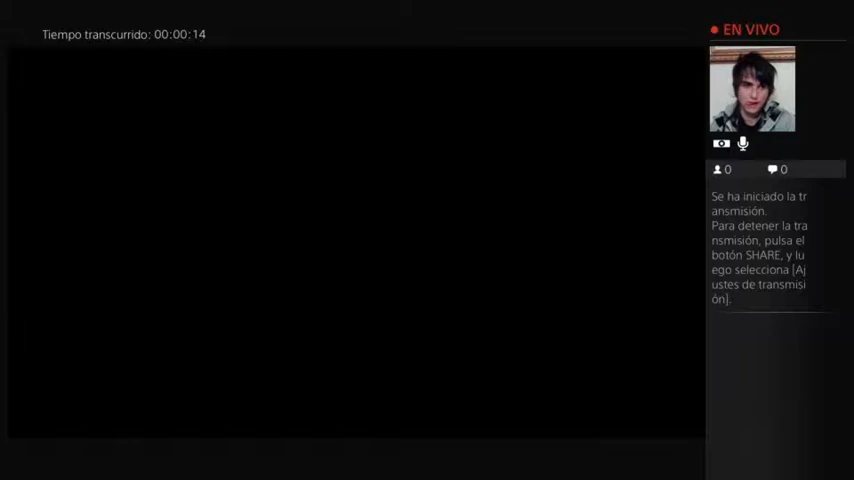 Tiempo transcurrido: 00:00:14
EN VIVO
0 0
Se ha iniciado la tr
ansmisión.
Para detener la tra
nsmisión, pulsa el
botón SHARE, y lu
ego selecciona [Aj
ustes de transmisi
ón].